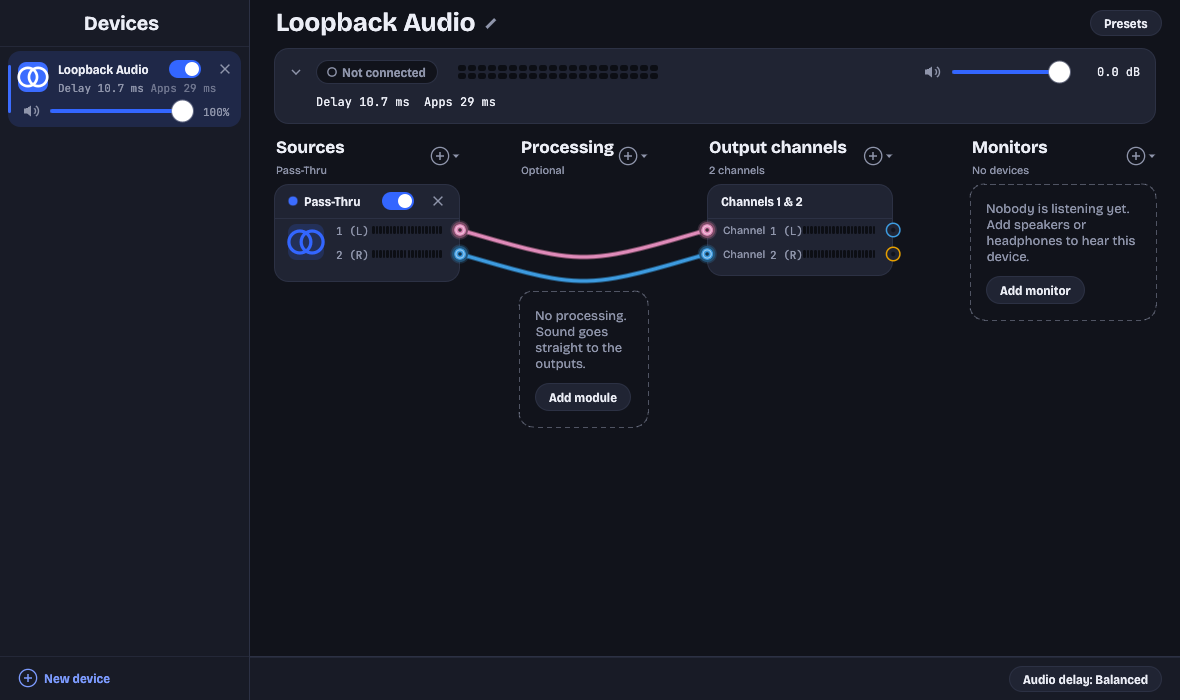 Devices
Loopback Audio
Delay 10.7 ms Apps 29 ms
100%
New device
Loopback Audio
Presets
Not connected
0.0 dB
Delay 10.7 ms Apps 29 ms
Sources
Pass-Thru
Pass-Thru
1 (L)
2 (R)
Processing
Optional
No processing.
Sound goes
straight to the
outputs.
Add module
Output channels
2 channels
Channels 1 & 2
Channel 1 (L)
Channel 2 (R)
Monitors
No devices
Nobody is listening yet.
Add speakers or
headphones to hear this
device.
Add monitor
Audio delay: Balanced